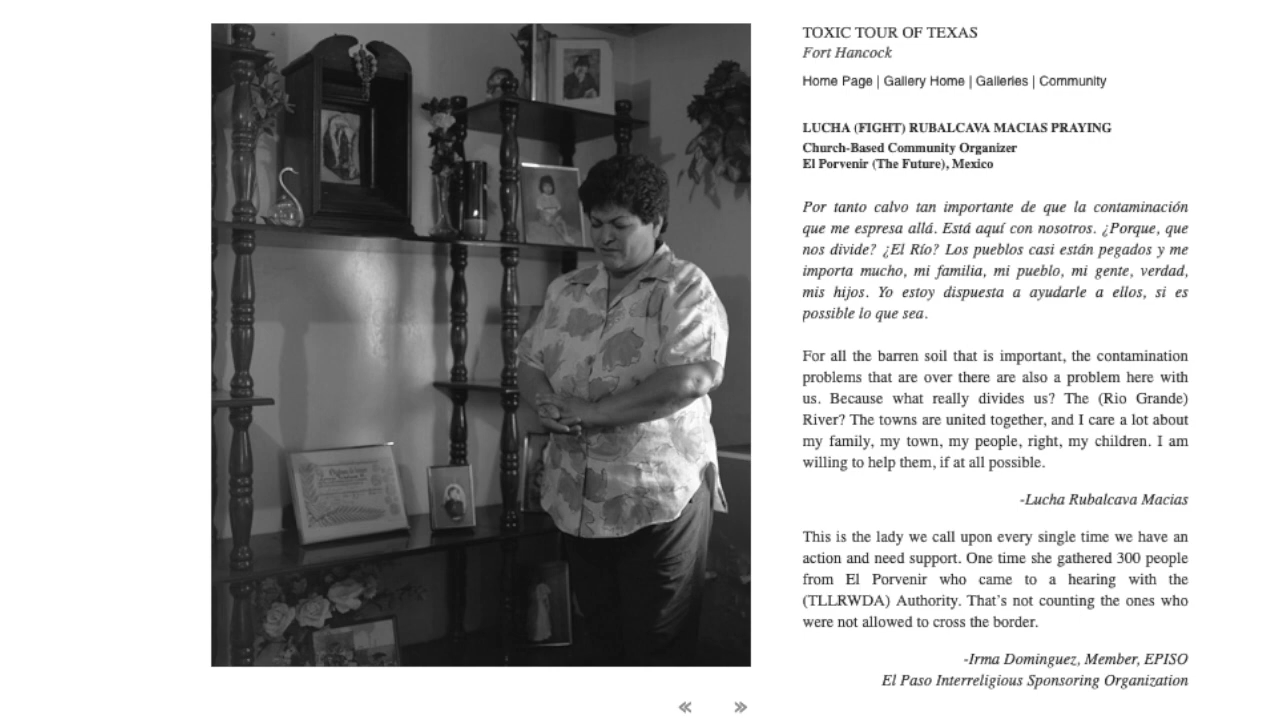 TOXIC TOUR OF TEXAS
Fort Hancock
Home Page | Gallery Home | Galleries | Community
LUCHA (FIGHT) RUBALCAVA MACIAS PRAYING
Church-Based Community Organizer
El Porvenir (The Future), Mexico
Por tanto calvo tan importante de que la contaminación
que me espresa allá. Está aquí con nosotros. ¿Porque, que
nos divide? ¿El Río? Los pueblos casi están pegados y me
importa mucho, mi familia, mi pueblo, mi gente, verdad,
mis hijos. Yo estoy dispuesta a ayudarle a ellos, si es
possible lo que sea.
For all the barren soil that is important, the contamination
problems that are over there are also a problem here with
us. Because what really divides us? The (Rio Grande)
River? The towns are united together, and I care a lot about
my family, my town, my people, right, my children. I am
willing to help them, if at all possible.
-Lucha Rubalcava Macias
This is the lady we call upon every single time we have an
action and need support. One time she gathered 300 people
from El Porvenir who came to a hearing with the
(TLLRWDA) Authority. That's not counting the ones who
were not allowed to cross the border.
-Irma Dominguez, Member, EPISO
El Paso Interreligious Sponsoring Organization
« »